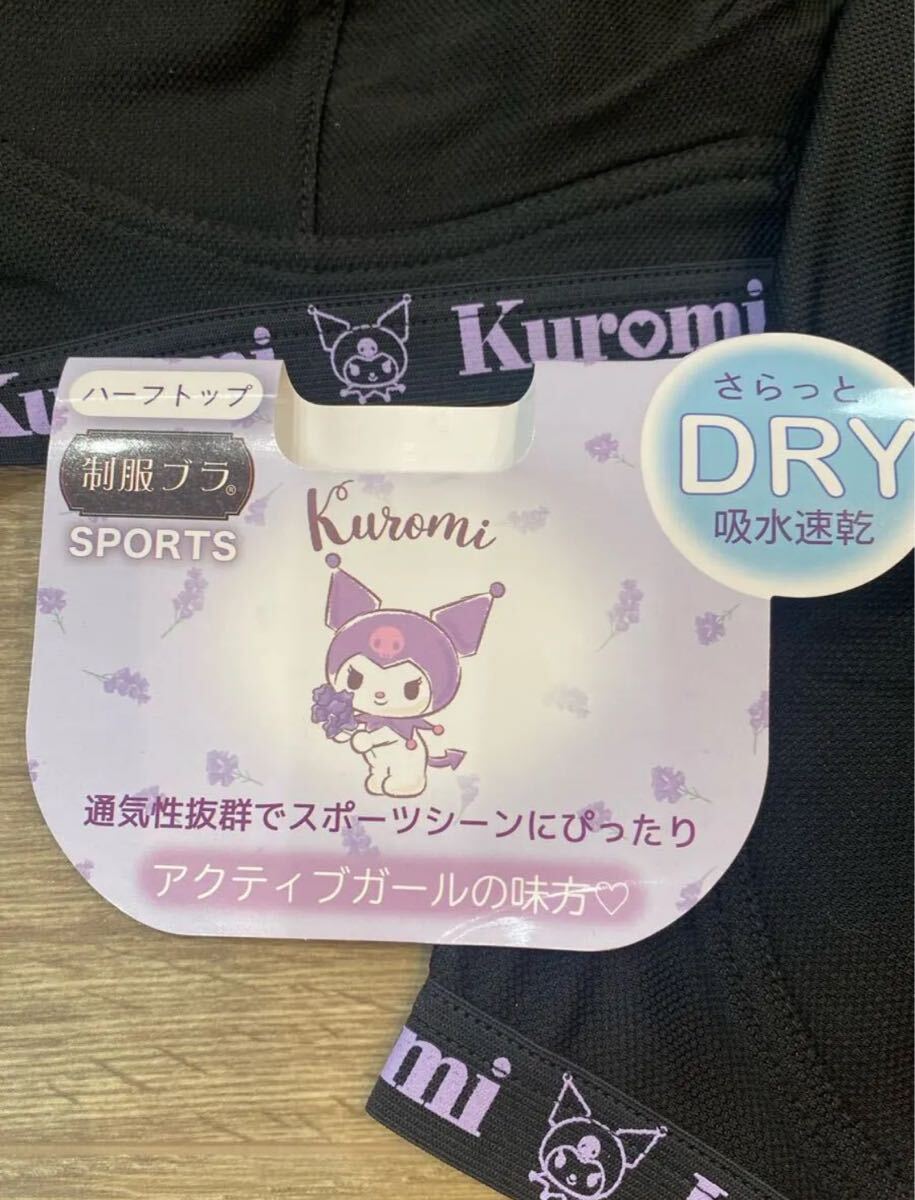 Kuromi
Kuromi
ハーフトップ
制服ブラ®
SPORTS
Kuromi
さらっと
DRY
吸水速乾
通気性抜群でスポーツシーンにぴったり
アクティブガールの味方♡
mi